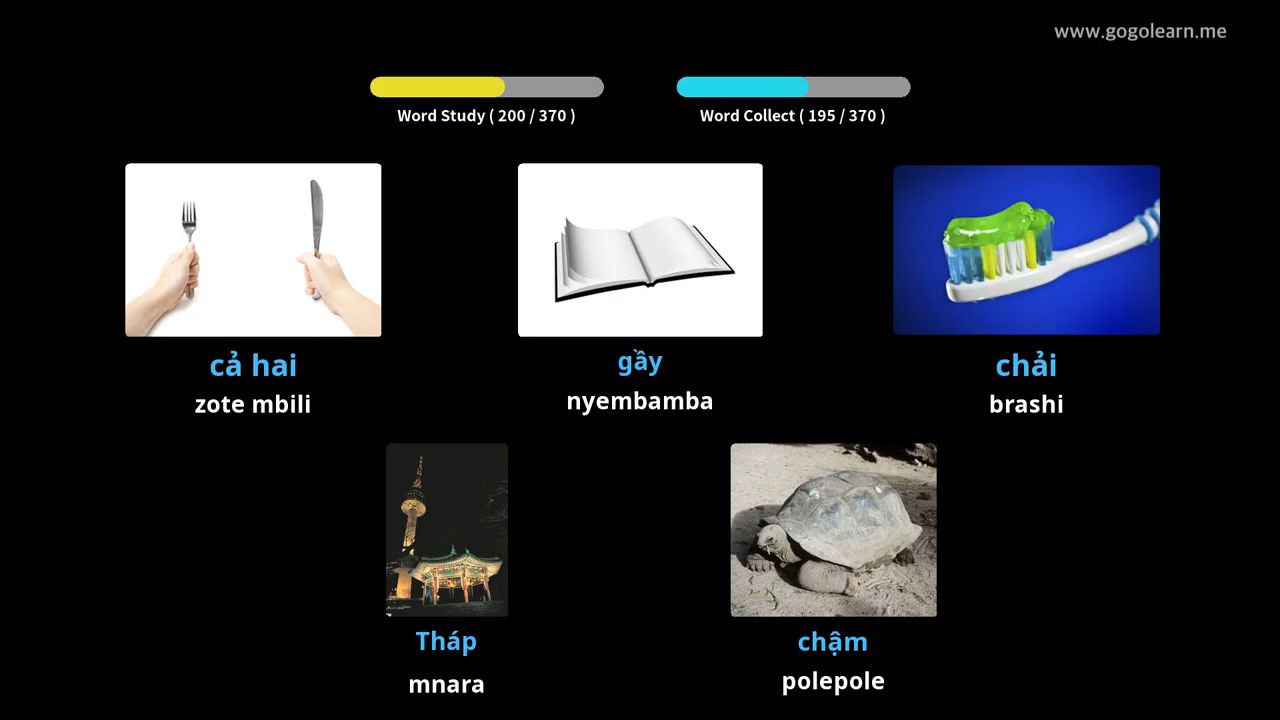 www.gogolearn.me
Word Study ( 200 / 370 )
Word Collect ( 195 / 370 )
cả hai
zote mbili
gầy
nyembamba
chải
brashi
Tháp
mnara
chậm
polepole